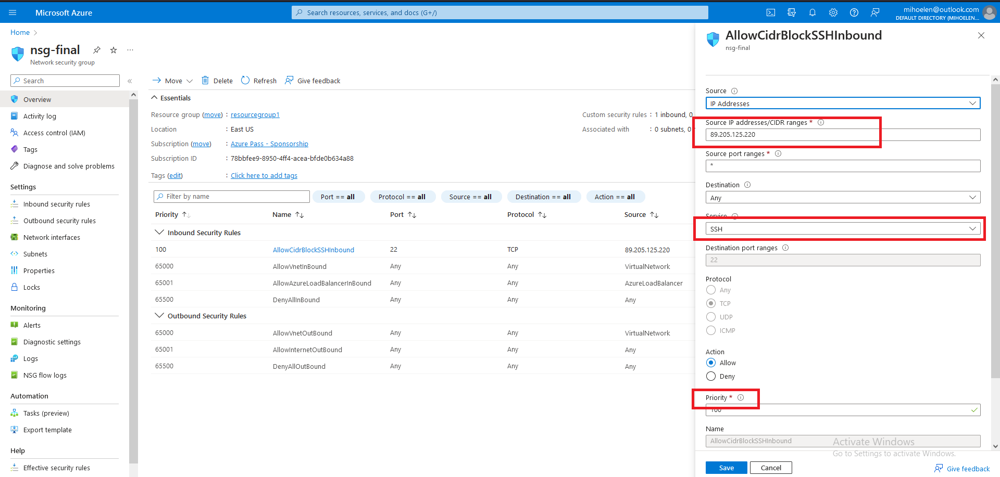 Microsoft Azure
Search resources, services, and docs (G+/)
mihoelen@outlook.com
DEFAULT DIRECTORY (MIHOELEN...
Home
nsg-final
Network security group
Search
Overview
Activity log
Access control (IAM)
Tags
Diagnose and solve problems
Settings
Inbound security rules
Outbound security rules
Network interfaces
Subnets
Properties
Locks
Monitoring
Alerts
Diagnostic settings
Logs
NSG flow logs
Automation
Tasks (preview)
Export template
Help
Effective security rules
Move
Delete
Refresh
Give feedback
Essentials
Resource group (move) : resourcegroup1
Location : East US
Subscription (move) : Azure Pass - Sponsorship
Subscription ID : 78bbfee9-8950-4ff4-acea-bfde0b634a88
Tags (edit) : Click here to add tags
Custom security rules : 1 inbound, 0
Associated with : 0 subnets, 0
Filter by name
Port == all
Protocol == all
Source == all
Destination == all
Action == all
Priority Name Port Protocol Source
Inbound Security Rules
100 AllowCidrBlockSSHInbound 22 TCP 89.205.125.220
65000 AllowVnetInBound Any Any VirtualNetwork
65001 AllowAzureLoadBalancerInBound Any Any AzureLoadBalancer
65500 DenyAllInBound Any Any Any
Outbound Security Rules
65000 AllowVnetOutBound Any Any VirtualNetwork
65001 AllowInternetOutBound Any Any Any
65500 DenyAllOutBound Any Any Any
AllowCidrBlockSSHInbound
nsg-final
Source
IP Addresses
Source IP addresses/CIDR ranges *
89.205.125.220
Source port ranges *
*
Destination
Any
Service
SSH
Destination port ranges
22
Protocol
Any
TCP
UDP
ICMP
Action
Allow
Deny
Priority *
100
Name
AllowCidrBlockSSHInbound
Activate Windows
Go to Settings to activate Windows.
Save
Cancel
Give feedback